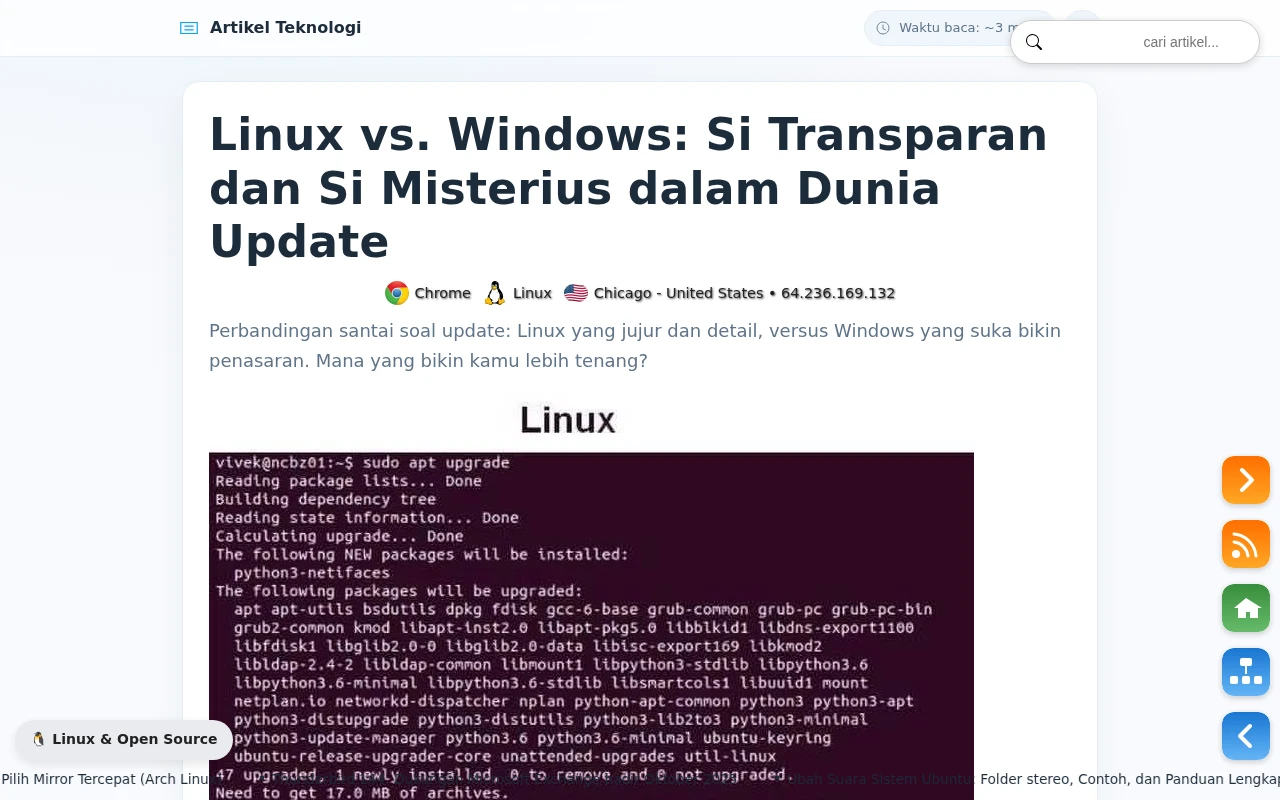 Artikel Teknologi
Waktu baca: ~3 m
cari artikel...
Linux vs. Windows: Si Transparan
dan Si Misterius dalam Dunia
Update
Chrome Linux Chicago - United States • 64.236.169.132
Perbandingan santai soal update: Linux yang jujur dan detail, versus Windows yang suka bikin
penasaran. Mana yang bikin kamu lebih tenang?
Linux
vivek@ncbz01:~$ sudo apt upgrade
Reading package lists... Done
Building dependency tree
Reading state information... Done
Calculating upgrade... Done
The following NEW packages will be installed:
python3-netifaces
The following packages will be upgraded:
apt apt-utils bsdutils dpkg fdisk gcc-6-base grub-common grub-pc grub-pc-bin
grub2-common kmod libapt-inst2.0 libapt-pkg5.0 libblkid1 libdns-export1100
libfdisk1 libglib2.0-0 libglib2.0-data libisc-export169 libkmod2
libldap-2.4-2 libldap-common libmount1 libpython3-stdlib libpython3.6
libpython3.6-minimal libpython3.6-stdlib libsmartcols1 libuuid1 mount
netplan.io networkd-dispatcher nplan python-apt-common python3 python3-apt
python3-distupgrade python3-distutils python3-lib2to3 python3-minimal
python3-update-manager python3.6 python3.6-minimal ubuntu-keyring
ubuntu-release-upgrader-core unattended-upgrades util-linux
47 upgraded, 1 newly installed, 0 to remove and 0 not upgraded.
Need to get 17.0 MB of archives.
Linux & Open Source
Pilih Mirror Tercepat (Arch Linu
Ubah Suara Sistem Ubuntu: Folder stereo, Contoh, dan Panduan Lengkap